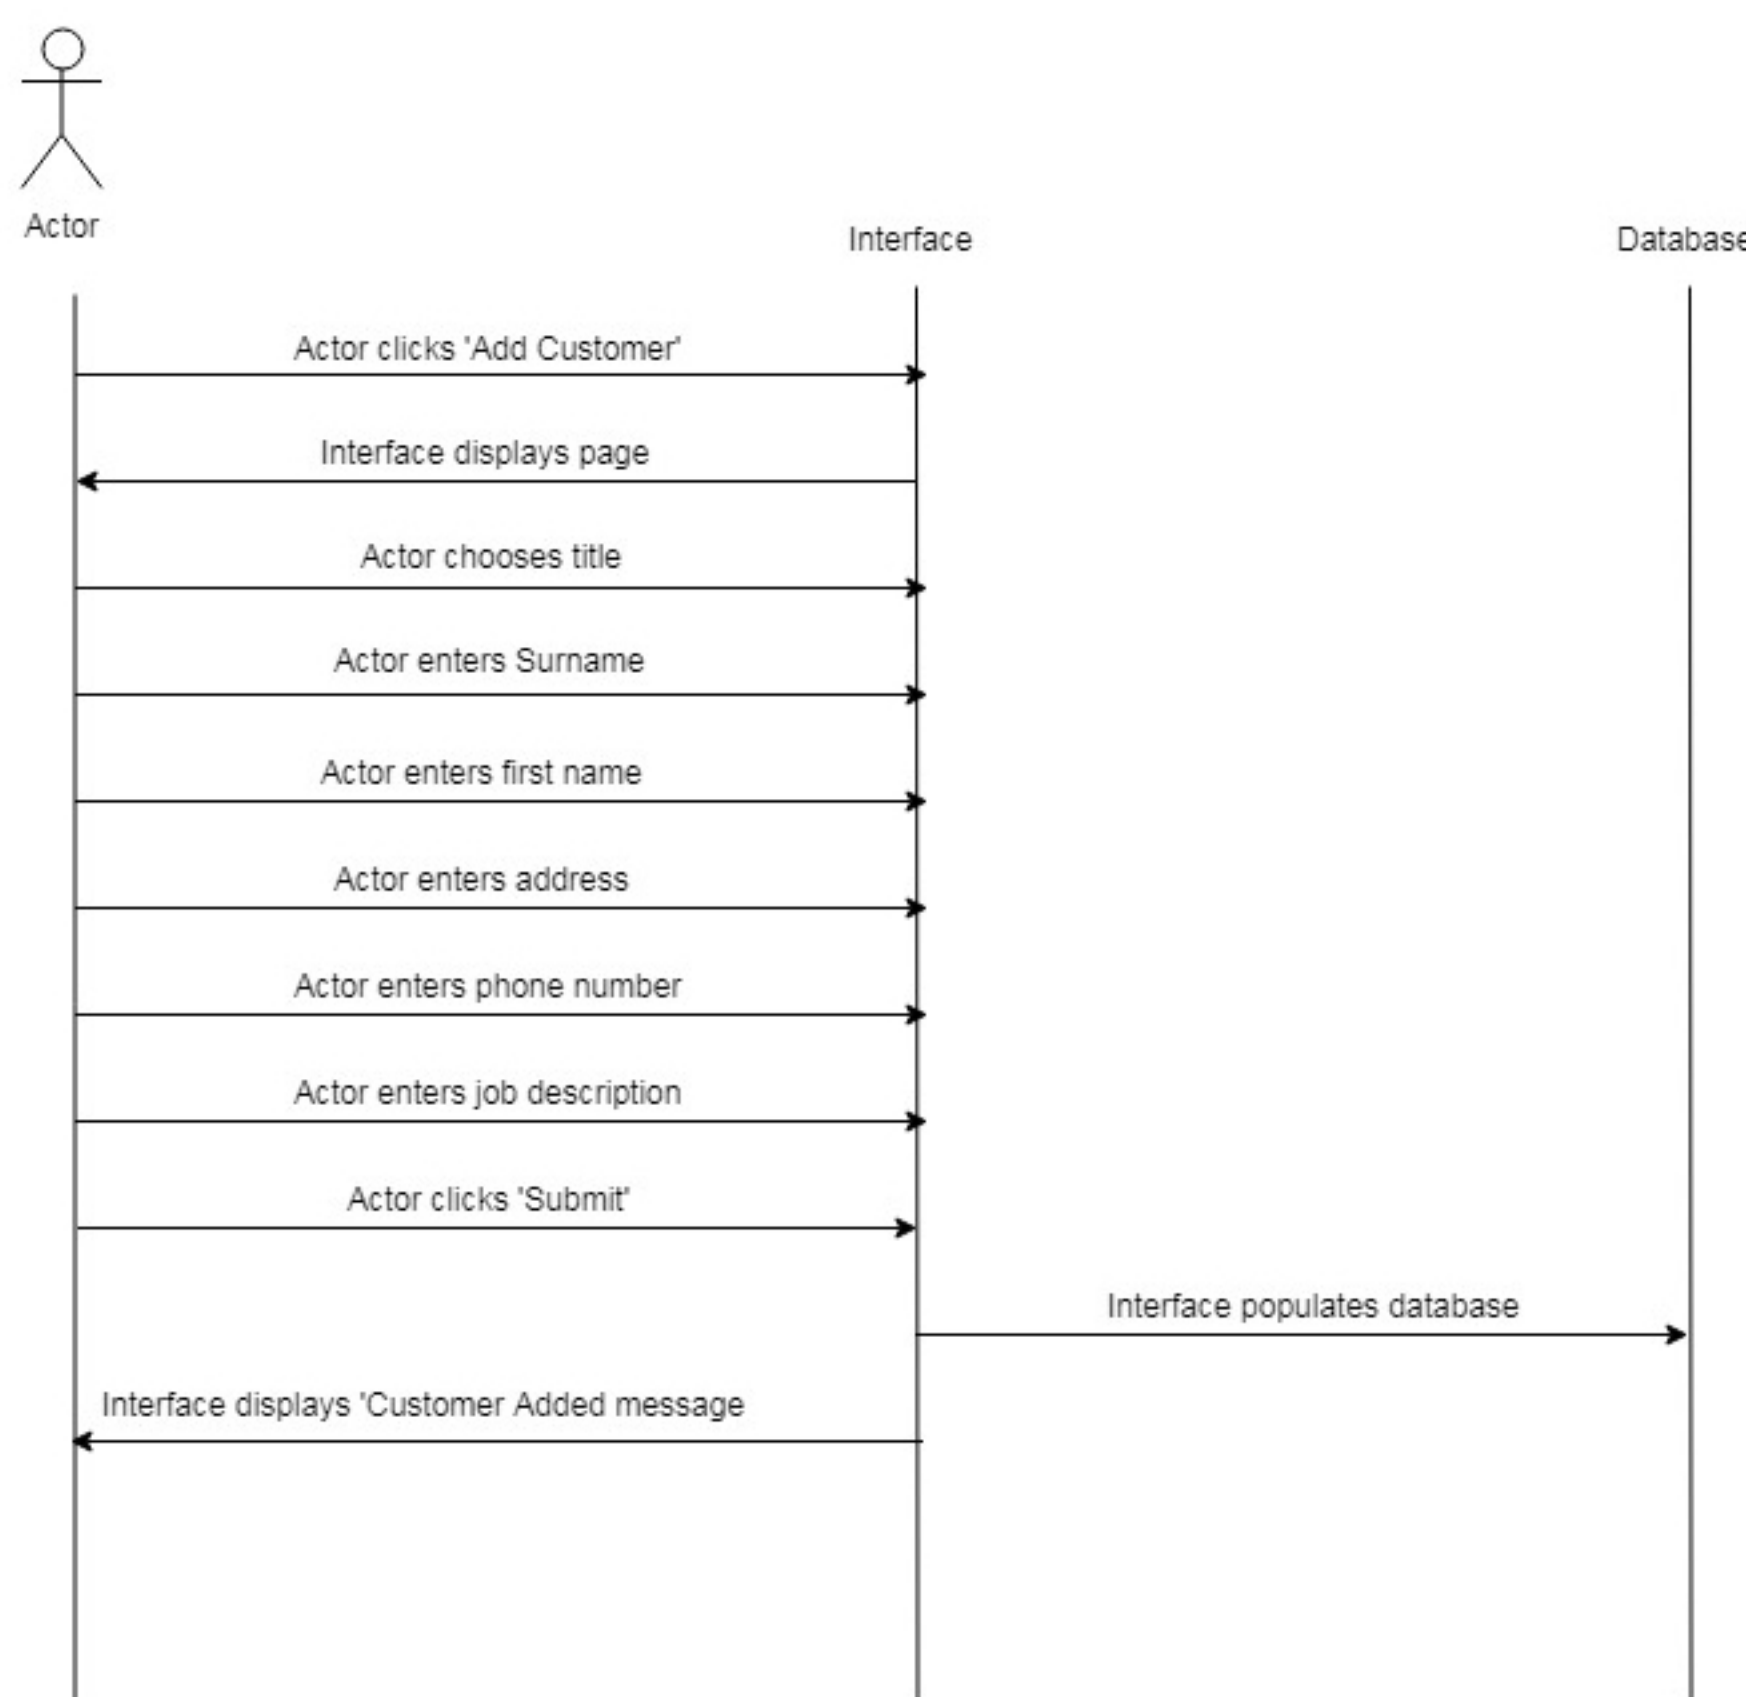 Actor
Interface
Database
Actor clicks 'Add Customer'
Interface displays page
Actor chooses title
Actor enters Surname
Actor enters first name
Actor enters address
Actor enters phone number
Actor enters job description
Actor clicks 'Submit'
Interface populates database
Interface displays 'Customer Added message